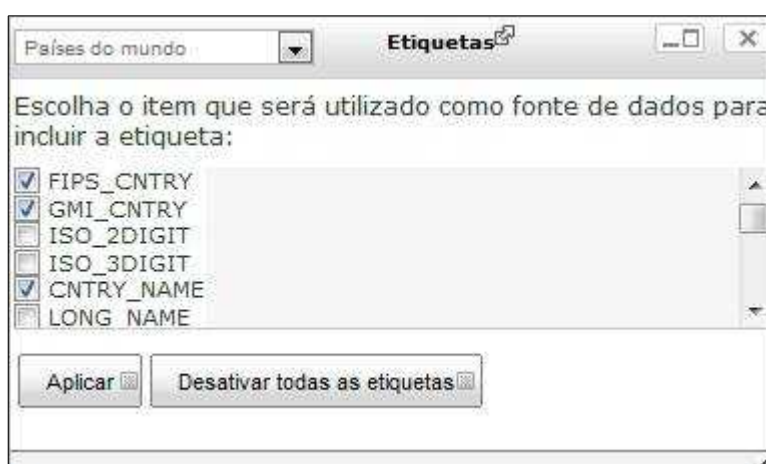 Países do mundo
Etiquetas
Escolha o item que será utilizado como fonte de dados para
incluir a etiqueta:
FIPS_CNTRY
GMI_CNTRY
ISO_2DIGIT
ISO_3DIGIT
CNTRY_NAME
LONG_NAME
Aplicar
Desativar todas as etiquetas